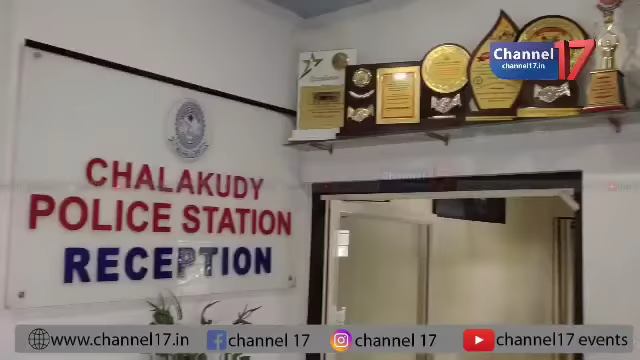 Channel 17
channel17.in
CHALAKUDY
POLICE STATION
RECEPTION
www.channel17.in channel 17 channel 17 channel17 events